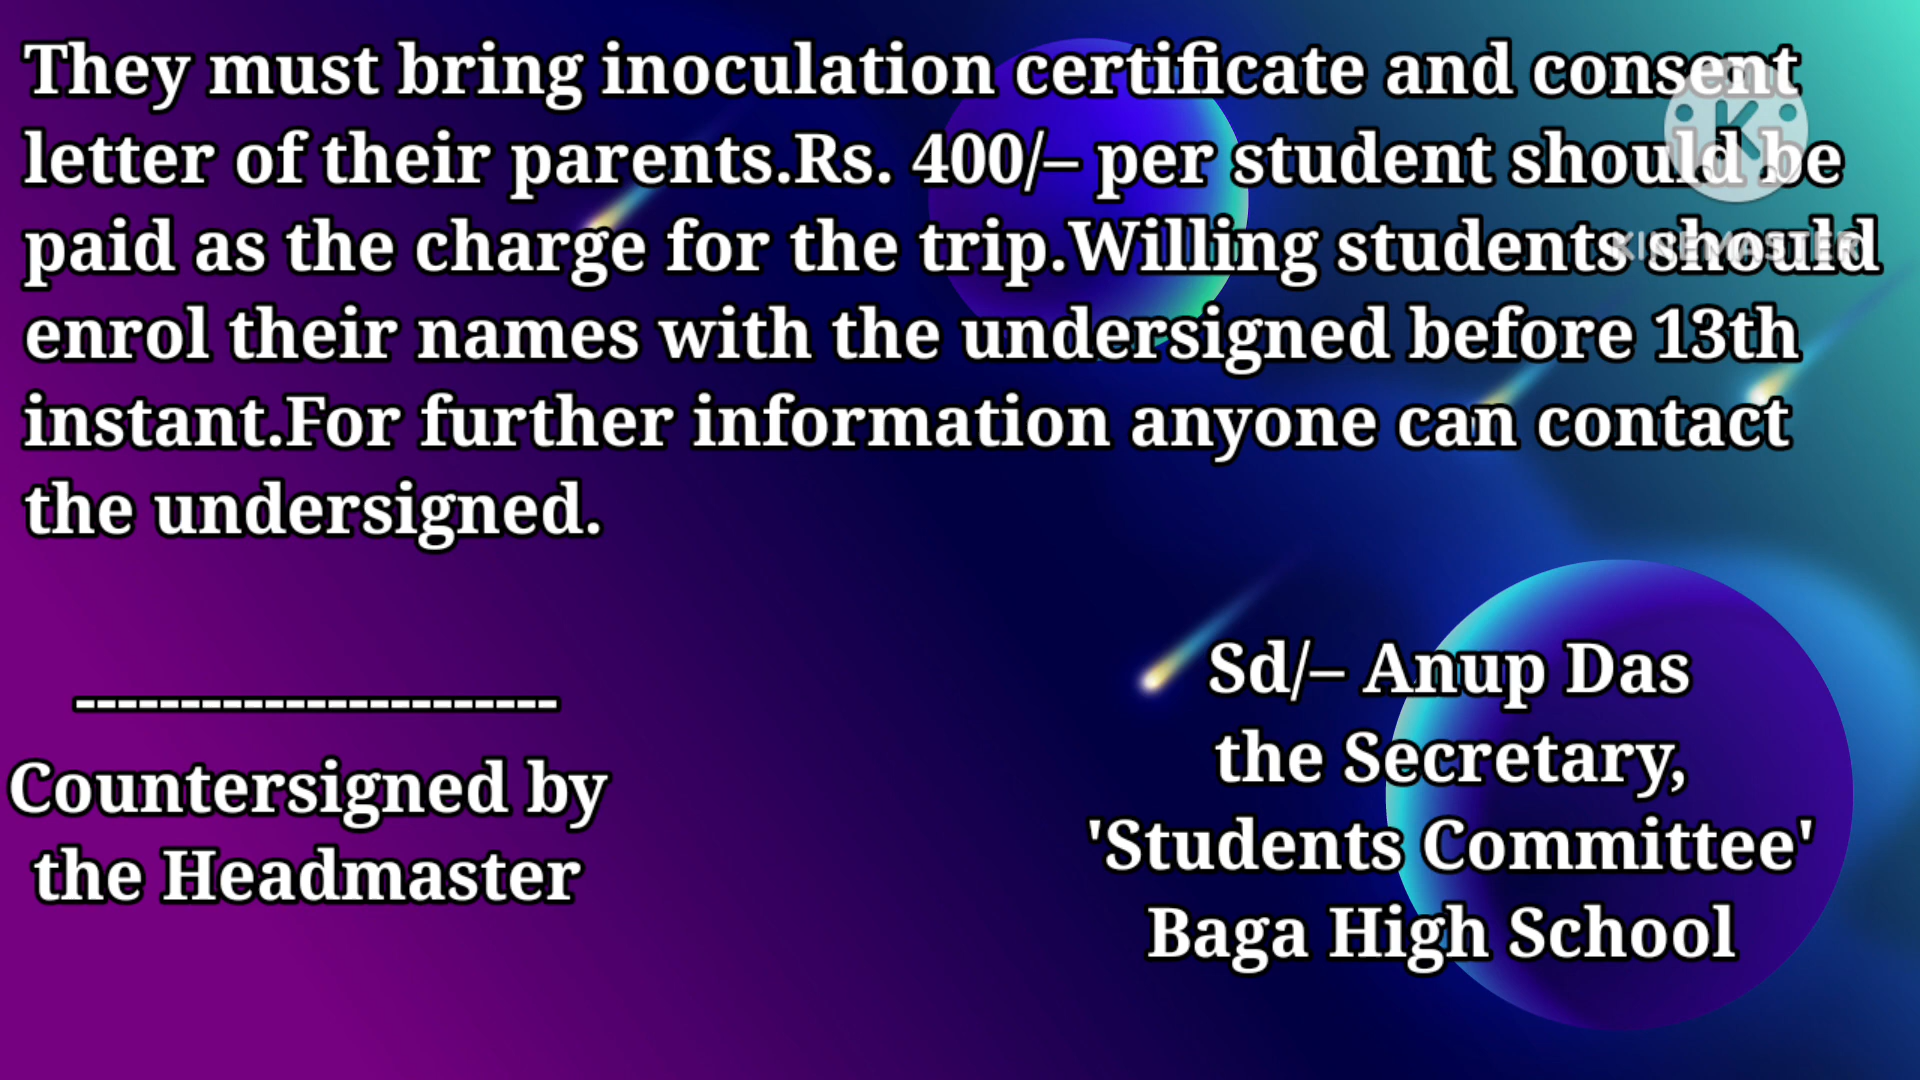 They must bring inoculation certificate and consent
letter of their parents.Rs. 400/– per student should be
paid as the charge for the trip.Willing students should
enrol their names with the undersigned before 13th
instant.For further information anyone can contact
the undersigned.
-----------------------
Countersigned by
the Headmaster
Sd/– Anup Das
the Secretary,
'Students Committee'
Baga High School
K
KINEMASTER